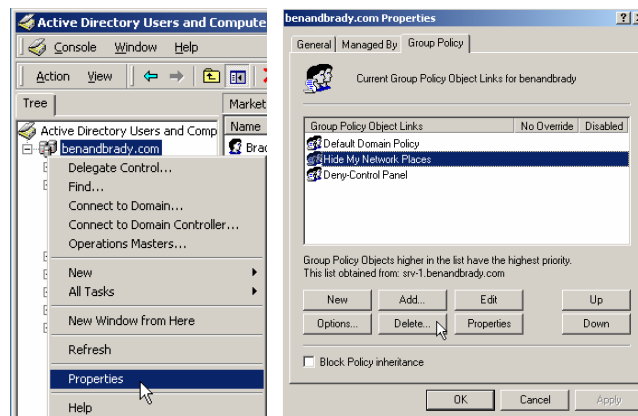 Active Directory Users and Compute
Console Window Help
Action View
Tree
Market
Active Directory Users and Comp
Name
benandbrady.com
Brad
Delegate Control...
Find...
Connect to Domain...
Connect to Domain Controller...
Operations Masters...
New
All Tasks
New Window from Here
Refresh
Properties
Help
benandbrady.com Properties
General Managed By Group Policy
Current Group Policy Object Links for benandbrady
Group Policy Object Links No Override Disabled
Default Domain Policy
Hide My Network Places
Deny-Control Panel
Group Policy Objects higher in the list have the highest priority.
This list obtained from: srv-1.benandbrady.com
New Add... Edit Up
Options... Delete... Properties Down
Block Policy inheritance
OK Cancel Apply